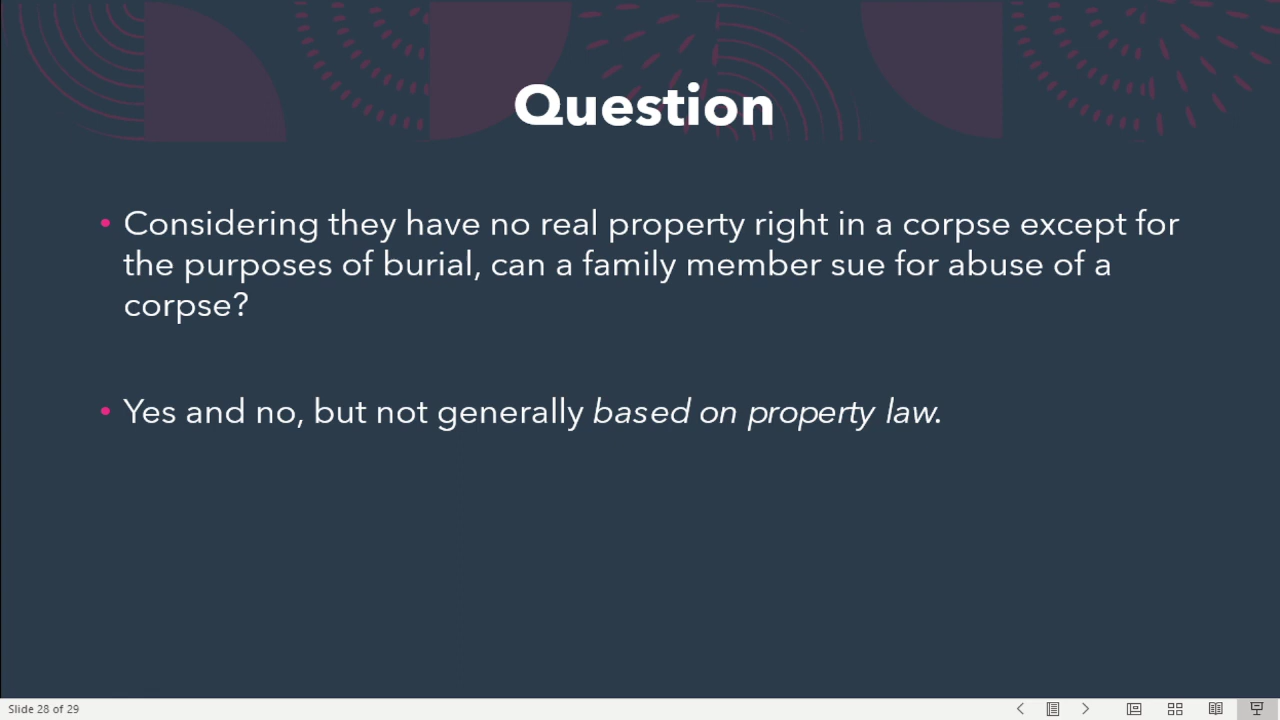 Question
• Considering they have no real property right in a corpse except for
the purposes of burial, can a family member sue for abuse of a
corpse?
• Yes and no, but not generally based on property law.
Slide 28 of 29